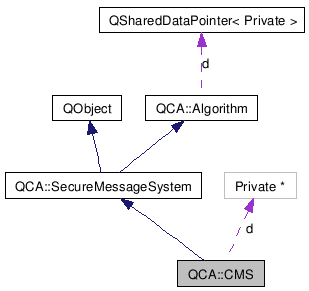 QSharedDataPointer< Private >
d
QObject
QCA::Algorithm
QCA::SecureMessageSystem
Private *
d
QCA::CMS